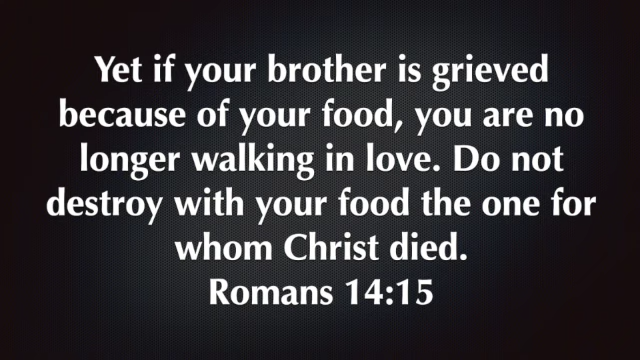 Yet if your brother is grieved
because of your food, you are no
longer walking in love. Do not
destroy with your food the one for
whom Christ died.
Romans 14:15